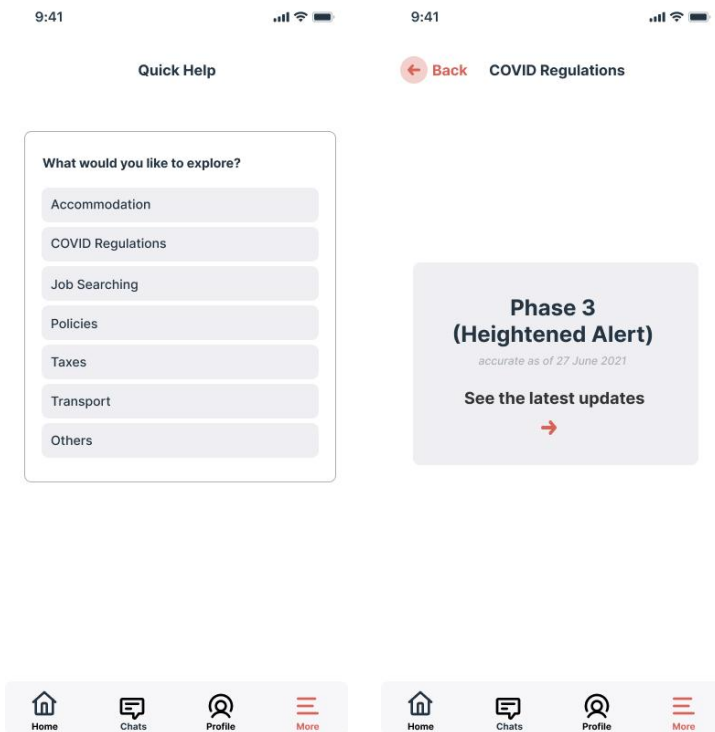 9:41
Quick Help
What would you like to explore?
Accommodation
COVID Regulations
Job Searching
Policies
Taxes
Transport
Others
Home
Chats
Profile
More
9:41
Back
COVID Regulations
Phase 3
(Heightened Alert)
accurate as of 27 June 2021
See the latest updates
Home
Chats
Profile
More